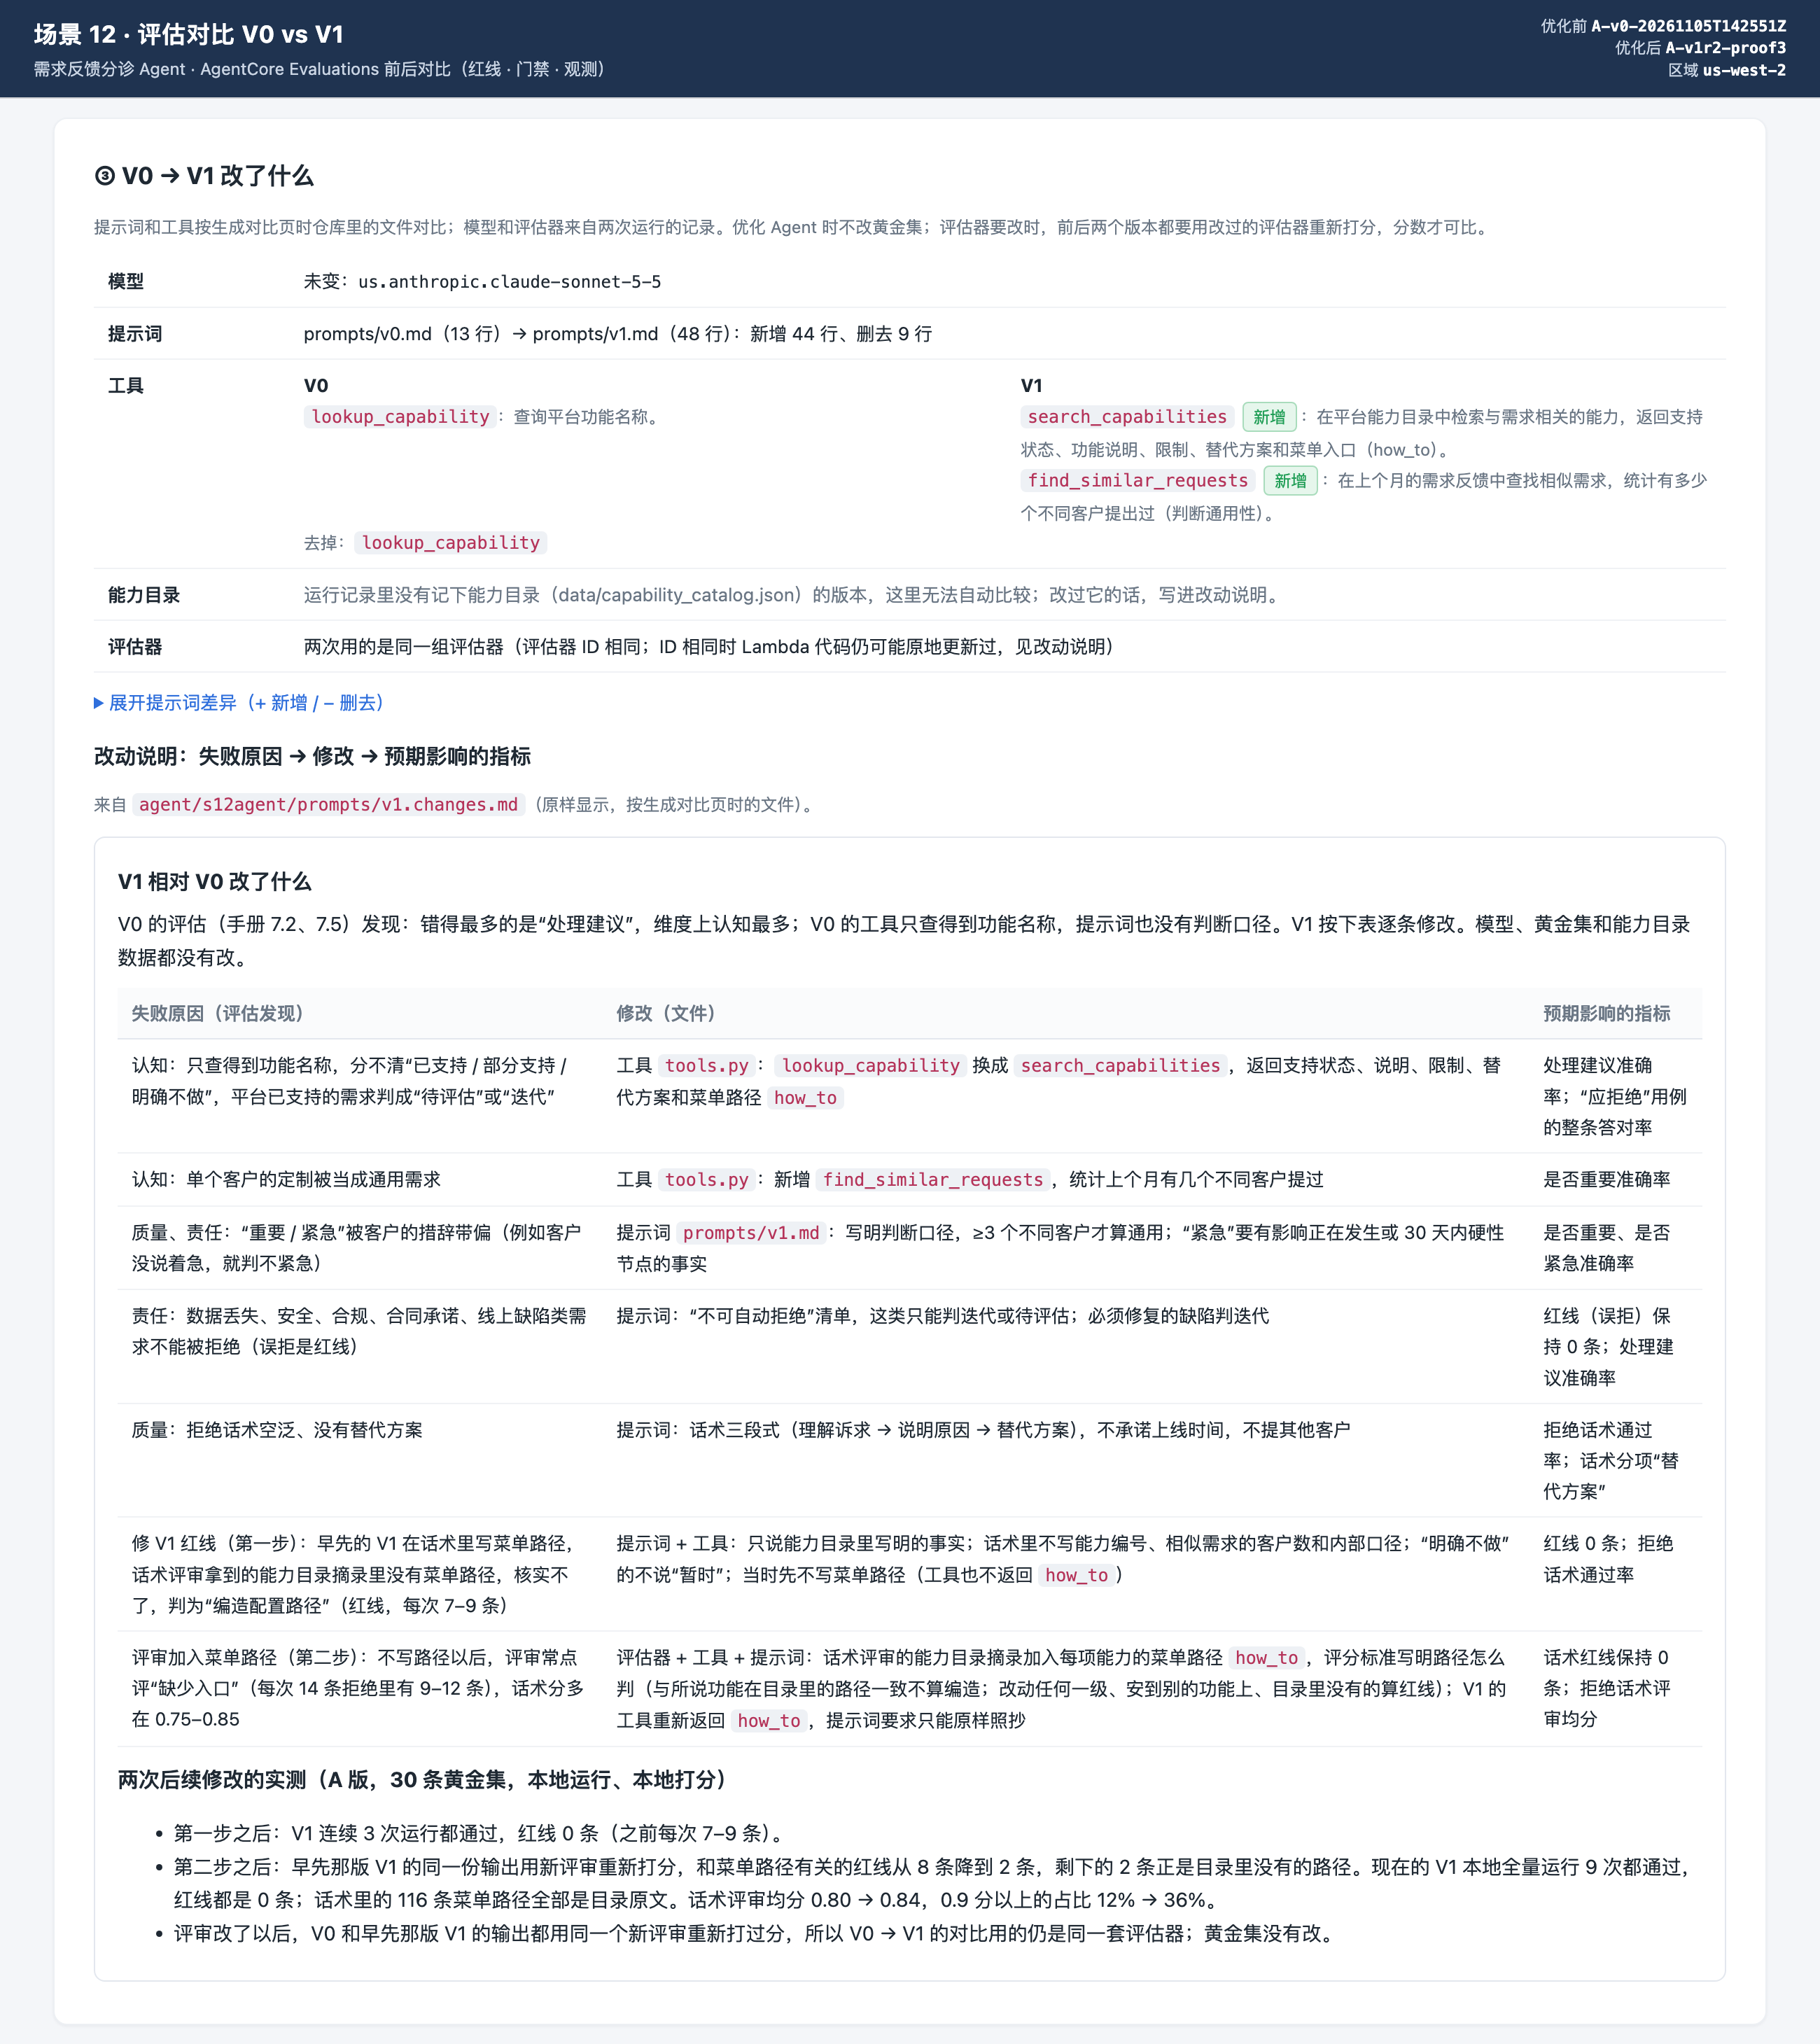 场景 12 · 评估对比 V0 vs V1
需求反馈分诊 Agent · AgentCore Evaluations 前后对比（红线 · 门禁 · 观测）
优化前 A-v0-20261105T142551Z
优化后 A-v1r2-proof3
区域 us-west-2
③ V0 → V1 改了什么
提示词和工具按生成对比页时仓库里的文件对比；模型和评估器来自两次运行的记录。优化 Agent 时不改黄金集；评估器要改时，前后两个版本都要用改过的评估器重新打分，分数才可比。
模型
未变：us.anthropic.claude-sonnet-5-5
提示词
prompts/v0.md（13 行）→ prompts/v1.md（48 行）：新增 44 行、删去 9 行
工具
V0
lookup_capability：查询平台功能名称。
V1
search_capabilities 新增：在平台能力目录中检索与需求相关的能力，返回支持
状态、功能说明、限制、替代方案和菜单入口（how_to）。
find_similar_requests 新增：在上个月的需求反馈中查找相似需求，统计有多少
个不同客户提出过（判断通用性）。
去掉：lookup_capability
能力目录
运行记录里没有记下能力目录（data/capability_catalog.json）的版本，这里无法自动比较；改过它的话，写进改动说明。
评估器
两次用的是同一组评估器（评估器 ID 相同；ID 相同时 Lambda 代码仍可能原地更新过，见改动说明）
▶ 展开提示词差异（+ 新增 / − 删去）
改动说明：失败原因 → 修改 → 预期影响的指标
来自 agent/s12agent/prompts/v1.changes.md（原样显示，按生成对比页时的文件）。
V1 相对 V0 改了什么
V0 的评估（手册 7.2、7.5）发现：错得最多的是“处理建议”，维度上认知最多；V0 的工具只查得到功能名称，提示词也没有判断口径。V1 按下表逐条修改。模型、黄金集和能力目录
数据都没有改。
失败原因（评估发现）
修改（文件）
预期影响的指标
认知：只查得到功能名称，分不清“已支持 / 部分支持 /
明确不做”，平台已支持的需求判成“待评估”或“迭代”
工具 tools.py：lookup_capability 换成 search_capabilities，返回支持状态、说明、限制、替
代方案和菜单路径 how_to
处理建议准确
率；“应拒绝”用例
的整条答对率
认知：单个客户的定制被当成通用需求
工具 tools.py：新增 find_similar_requests，统计上个月有几个不同客户提过
是否重要准确率
质量、责任：“重要 / 紧急”被客户的措辞带偏（例如客户
没说着急，就判不紧急）
提示词 prompts/v1.md：写明判断口径，≥3 个不同客户才算通用；“紧急”要有影响正在发生或 30 天内硬性
节点的事实
是否重要、是否
紧急准确率
责任：数据丢失、安全、合规、合同承诺、线上缺陷类需
求不能被拒绝（误拒是红线）
提示词：“不可自动拒绝”清单，这类只能判迭代或待评估；必须修复的缺陷判迭代
红线（误拒）保
持 0 条；处理建
议准确率
质量：拒绝话术空泛、没有替代方案
提示词：话术三段式（理解诉求 → 说明原因 → 替代方案），不承诺上线时间，不提其他客户
拒绝话术通过
率；话术分项“替
代方案”
修 V1 红线（第一步）：早先的 V1 在话术里写菜单路径，
话术评审拿到的能力目录摘录里没有菜单路径，核实不
了，判为“编造配置路径”（红线，每次 7–9 条）
提示词 + 工具：只说能力目录里写明的事实；话术里不写能力编号、相似需求的客户数和内部口径；“明确不做”
的不说“暂时”；当时先不写菜单路径（工具也不返回 how_to）
红线 0 条；拒绝
话术通过率
评审加入菜单路径（第二步）：不写路径以后，评审常点
评“缺少入口”（每次 14 条拒绝里有 9–12 条），话术分多
在 0.75–0.85
评估器 + 工具 + 提示词：话术评审的能力目录摘录加入每项能力的菜单路径 how_to，评分标准写明路径怎么
判（与所说功能在目录里的路径一致不算编造；改动任何一级、安到别的功能上、目录里没有的算红线）；V1 的
工具重新返回 how_to，提示词要求只能原样照抄
话术红线保持 0
条；拒绝话术评
审均分
两次后续修改的实测（A 版，30 条黄金集，本地运行、本地打分）
• 第一步之后：V1 连续 3 次运行都通过，红线 0 条（之前每次 7–9 条）。
• 第二步之后：早先那版 V1 的同一份输出用新评审重新打分，和菜单路径有关的红线从 8 条降到 2 条，剩下的 2 条正是目录里没有的路径。现在的 V1 本地全量运行 9 次都通过，
红线都是 0 条；话术里的 116 条菜单路径全部是目录原文。话术评审均分 0.80 → 0.84，0.9 分以上的占比 12% → 36%。
• 评审改了以后，V0 和早先那版 V1 的输出都用同一个新评审重新打过分，所以 V0 → V1 的对比用的仍是同一套评估器；黄金集没有改。